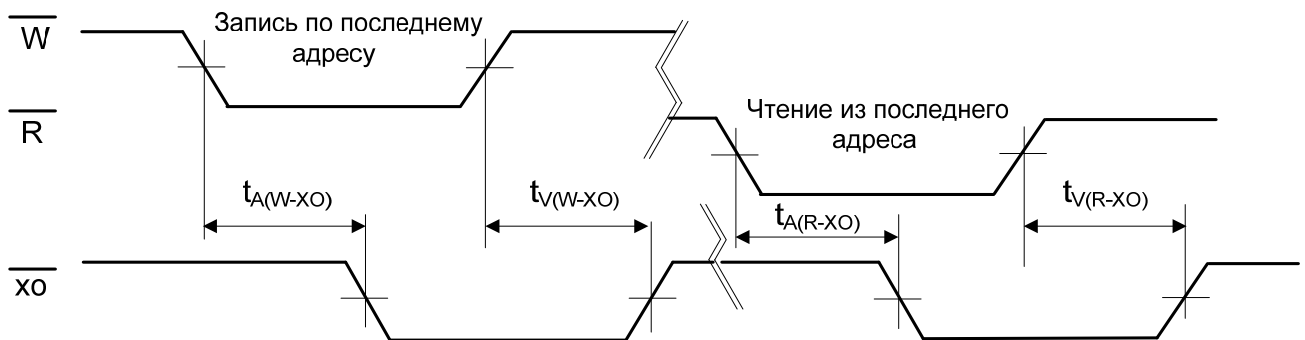 W
Запись по последнему
адресу
R
Чтение из последнего
адреса
tA(W-XO)
tV(W-XO)
tA(R-XO)
tV(R-XO)
xo